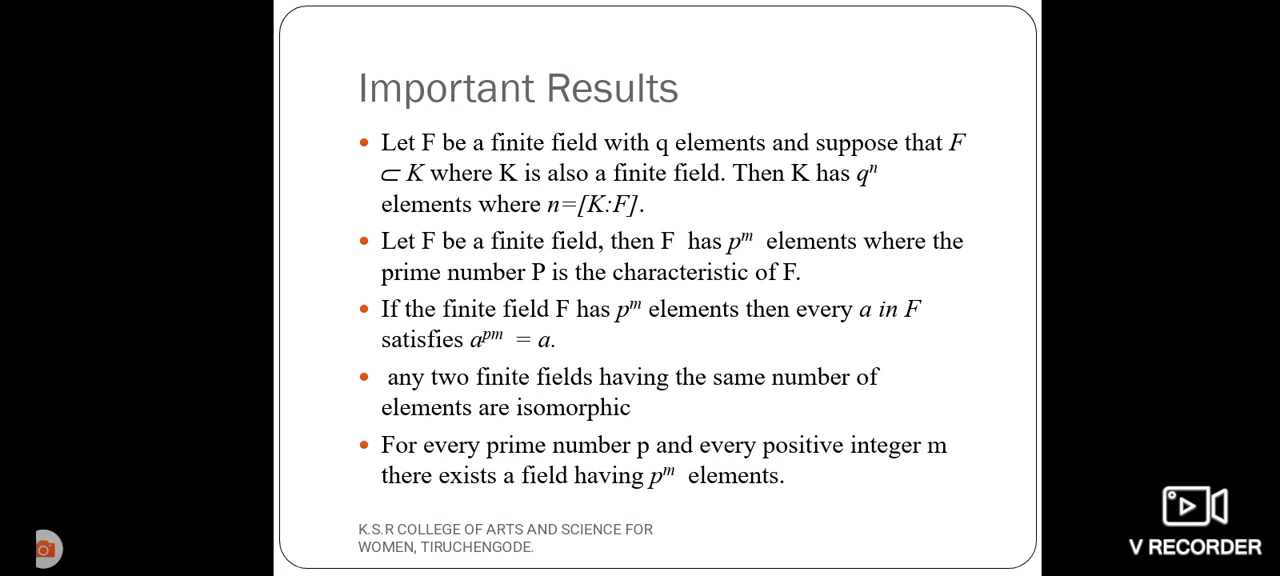 Important Results
• Let F be a finite field with q elements and suppose that F
⊂ K where K is also a finite field. Then K has qⁿ
elements where n=[K:F].
• Let F be a finite field, then F has pᵐ elements where the
prime number P is the characteristic of F.
• If the finite field F has pᵐ elements then every a in F
satisfies aᵖᵐ = a.
• any two finite fields having the same number of
elements are isomorphic
• For every prime number p and every positive integer m
there exists a field having pᵐ elements.
K.S.R COLLEGE OF ARTS AND SCIENCE FOR
WOMEN, TIRUCHENGODE.
V RECORDER